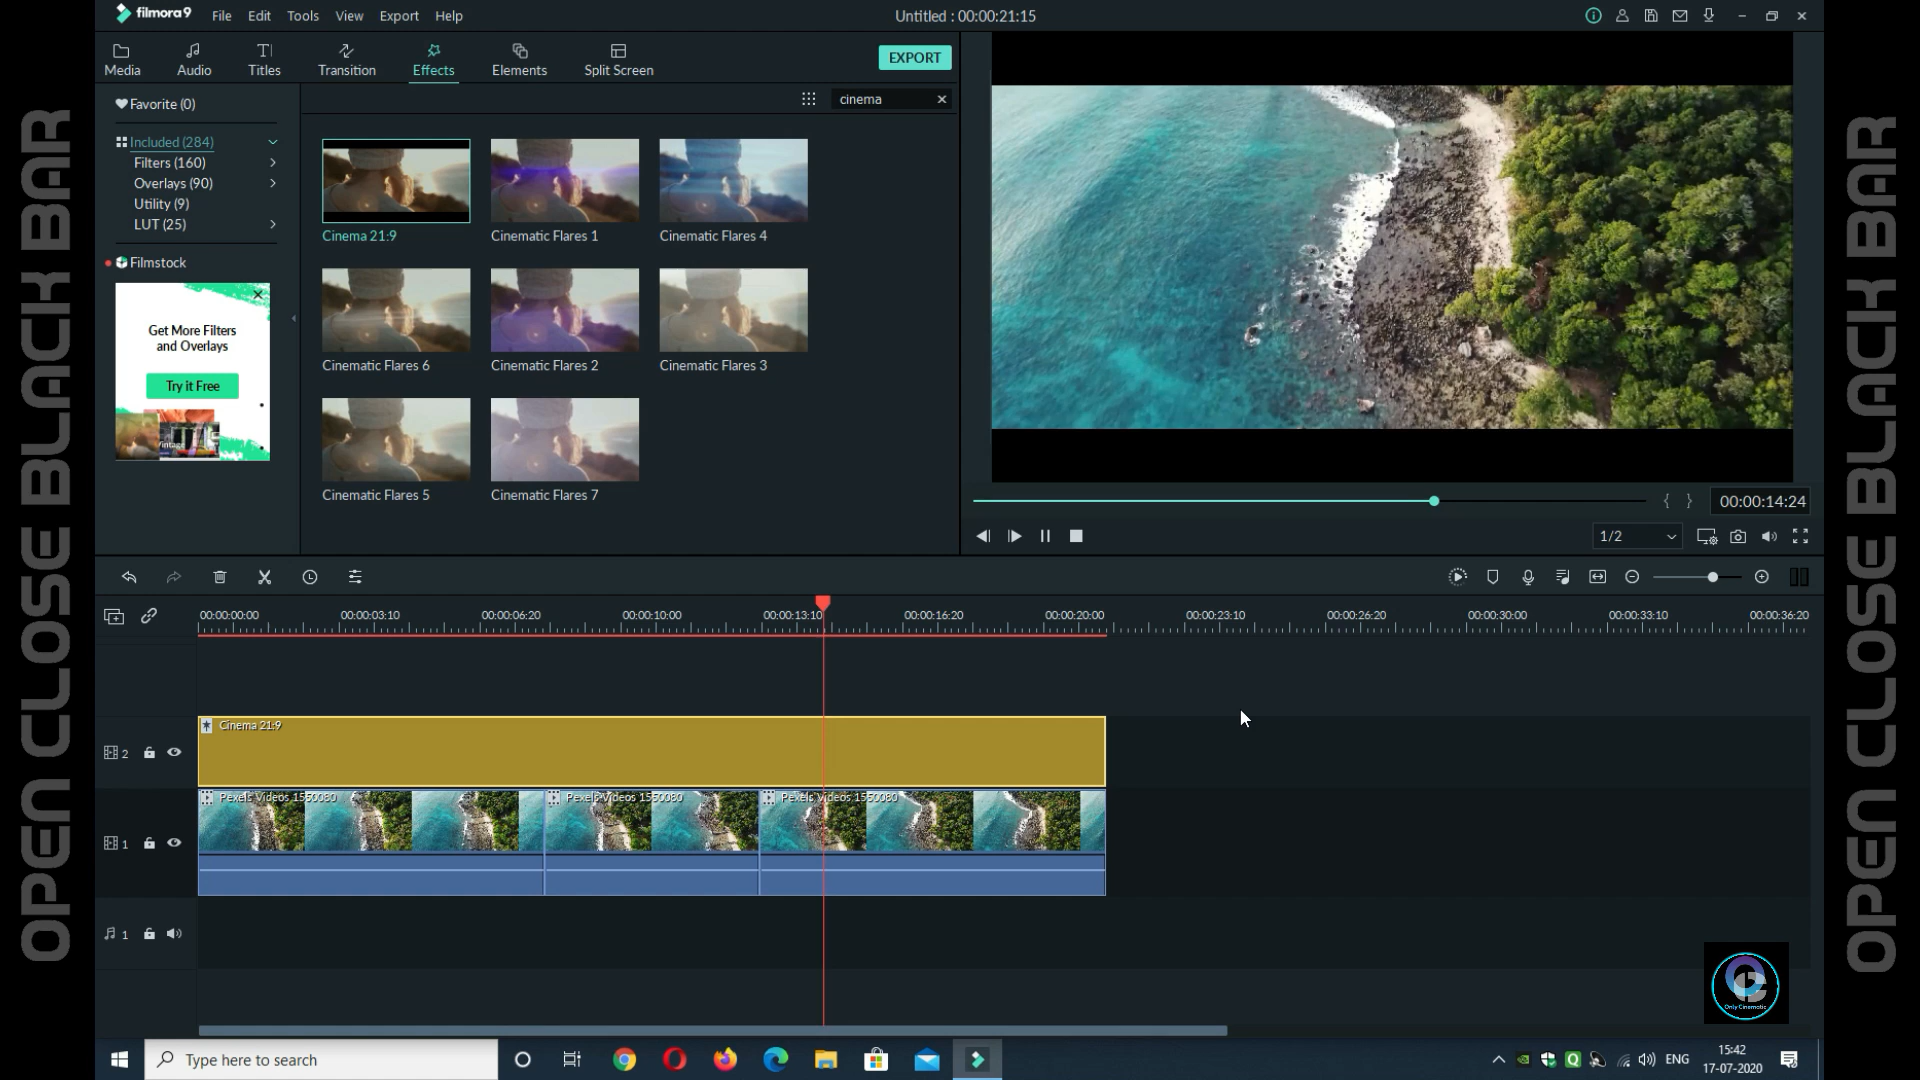 OPEN CLOSE BLACK BAR
filmora9
File Edit Tools View Export Help
Untitled : 00:00:21:15
Media Audio Titles Transition Effects Elements Split Screen
EXPORT
Favorite (0)
Included (284)
Filters (160)
Overlays (90)
Utility (9)
LUT (25)
Filmstock
Get More Filters
and Overlays
Try it Free
Vintage
cinema
Cinema 21:9
Cinematic Flares 1
Cinematic Flares 4
Cinematic Flares 6
Cinematic Flares 2
Cinematic Flares 3
Cinematic Flares 5
Cinematic Flares 7
{ } 00:00:14:24
1/2
00:00:00:00 00:00:03:10 00:00:06:20 00:00:10:00 00:00:13:10 00:00:16:20 00:00:20:00 00:00:23:10 00:00:26:20 00:00:30:00 00:00:33:10 00:00:36:20
2
Cinema 21:9
1
Pexels Videos 1550080 Pexels Videos 1550080 Pexels Videos 1550080
1
Only Cinematic
Type here to search
ENG
15:42
17-07-2020
OPEN CLOSE BLACK BAR